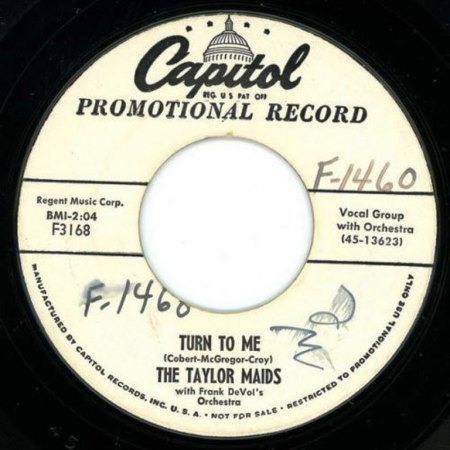 Capitol
REG. U S PAT OFF
PROMOTIONAL RECORD
F-1460
Regent Music Corp.
BMI-2:04
F3168
Vocal Group
with Orchestra
(45-13623)
F-1460
TURN TO ME
(Cobert-McGregor-Croy)
THE TAYLOR MAIDS
with Frank DeVol's
Orchestra
MANUFACTURED BY CAPITOL RECORDS, INC. U. S. A. • NOT FOR SALE • RESTRICTED TO PROMOTIONAL USE ONLY